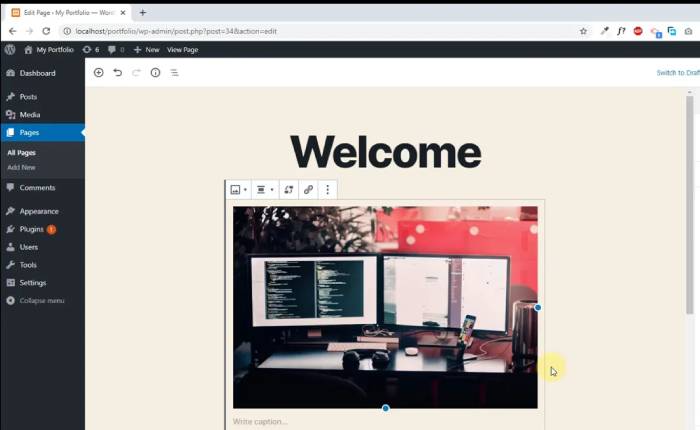 Edit Page ‹ My Portfolio — Word
localhost/portfolio/wp-admin/post.php?post=34&action=edit
f?
My Portfolio 6 0 New View Page
Dashboard
Switch to Draft
Posts
Media
Pages
All Pages
Add New
Comments
Appearance
Plugins 1
Users
Tools
Settings
Collapse menu
Welcome
Write caption...